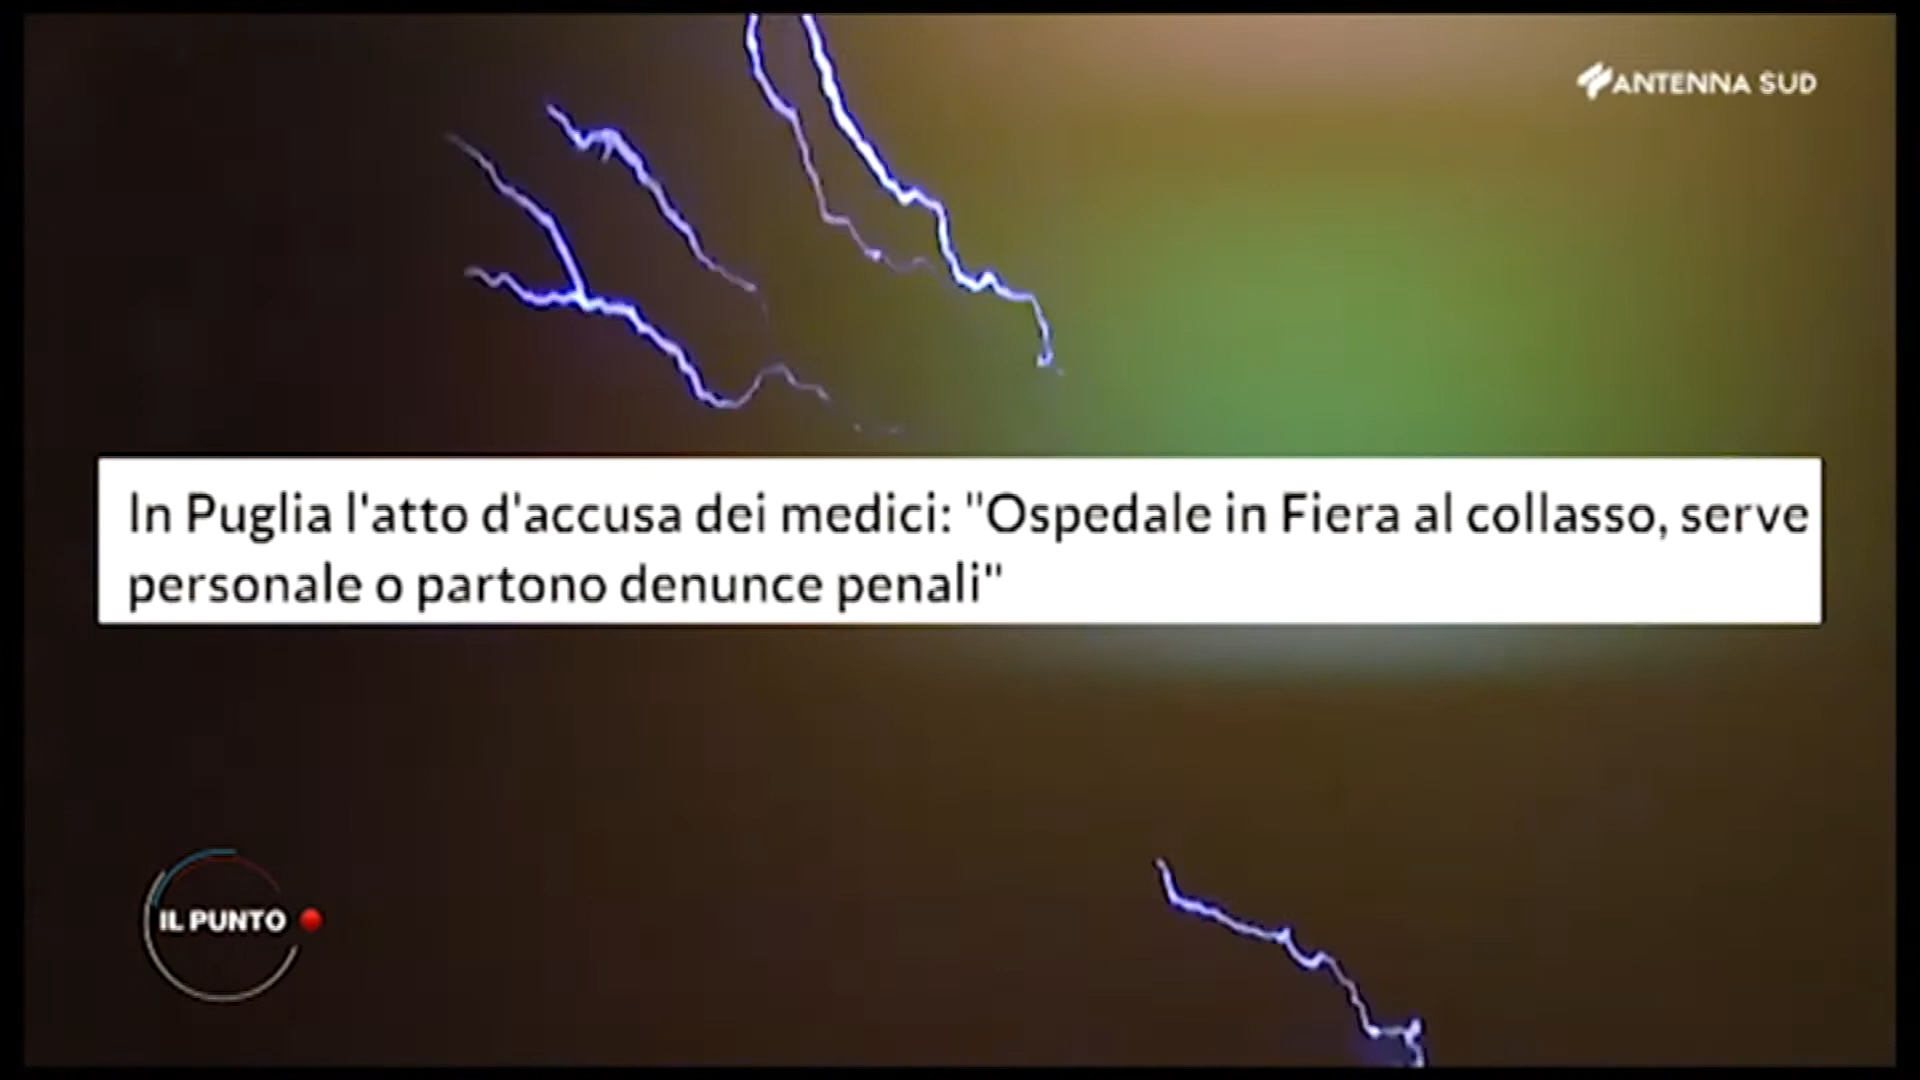 ANTENNA SUD
In Puglia l'atto d'accusa dei medici: "Ospedale in Fiera al collasso, serve
personale o partono denunce penali"
IL PUNTO